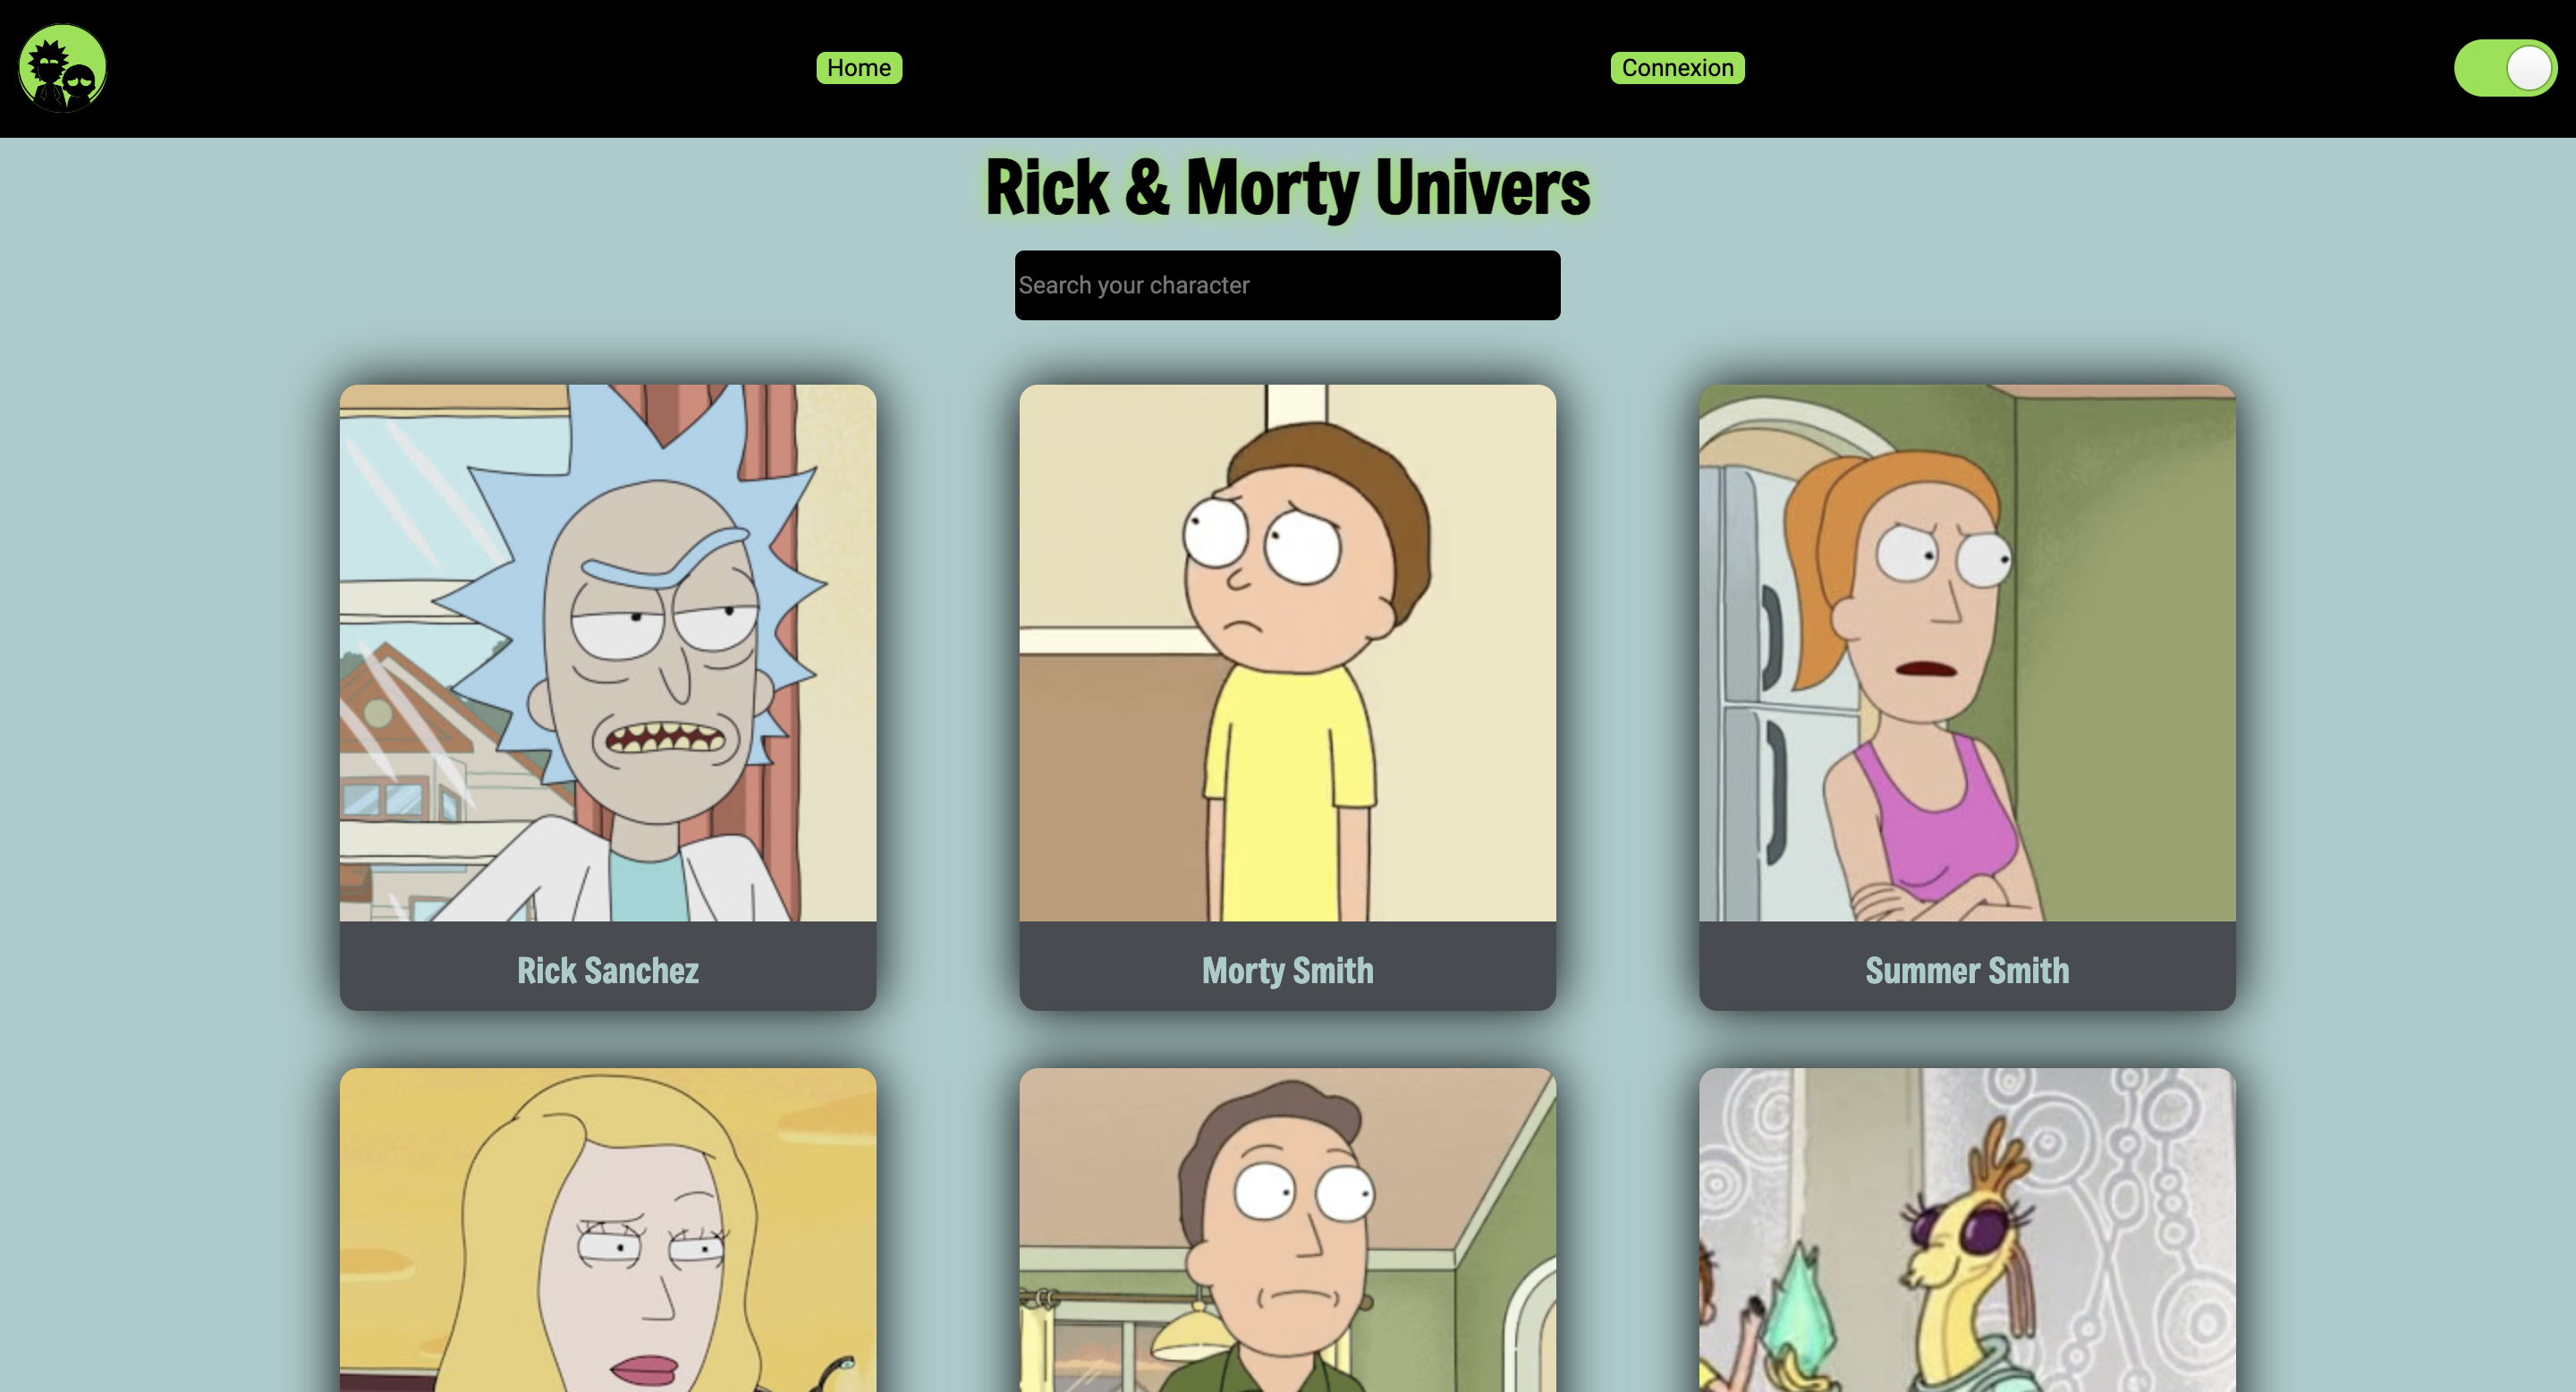 Home
Connexion
Rick & Morty Univers
Search your character
Rick Sanchez
Morty Smith
Summer Smith